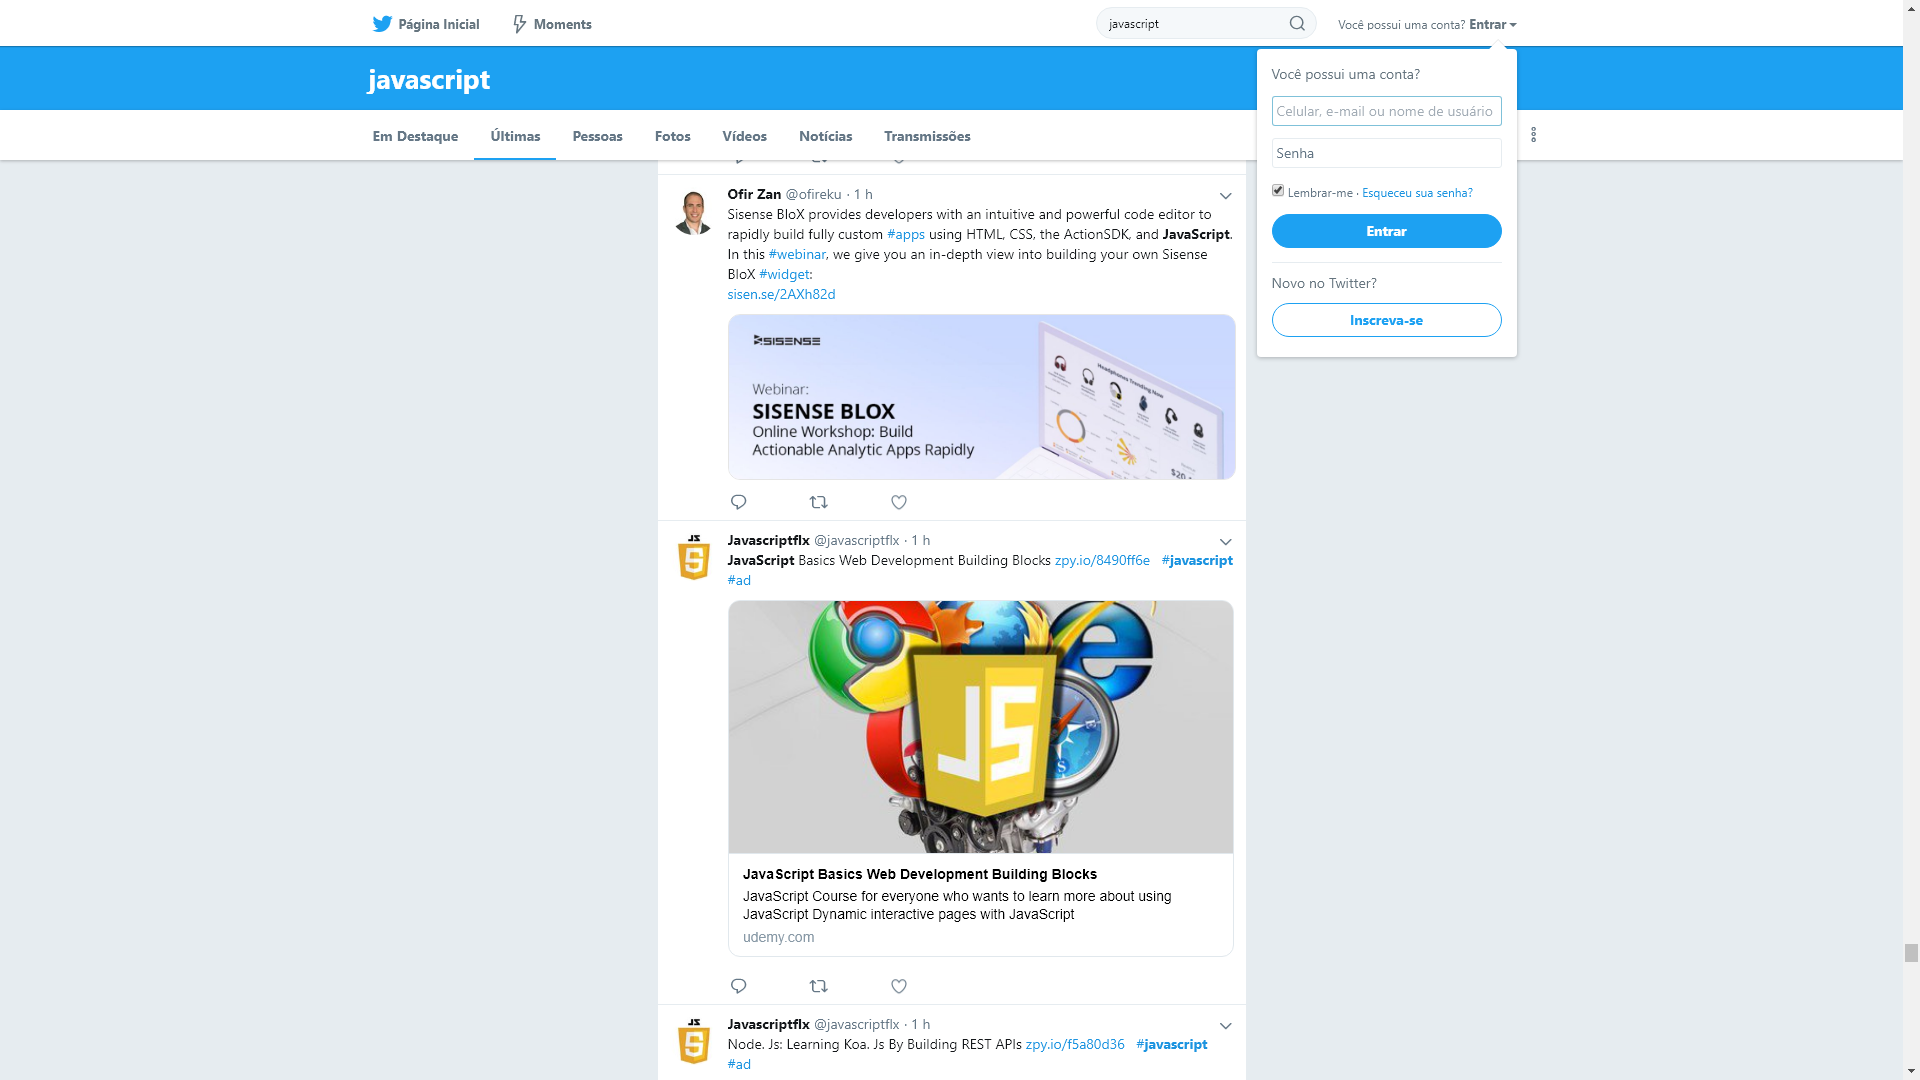 Página Inicial
Moments
javascript
Você possui uma conta? Entrar
javascript
Em Destaque
Últimas
Pessoas
Fotos
Vídeos
Notícias
Transmissões
Você possui uma conta?
Celular, e-mail ou nome de usuário
Senha
Lembrar-me · Esqueceu sua senha?
Entrar
Novo no Twitter?
Inscreva-se
Ofir Zan @ofireku · 1 h
Sisense BloX provides developers with an intuitive and powerful code editor to
rapidly build fully custom #apps using HTML, CSS, the ActionSDK, and JavaScript.
In this #webinar, we give you an in-depth view into building your own Sisense
BloX #widget:
sisen.se/2AXh82d
SISENSE
Webinar:
SISENSE BLOX
Online Workshop: Build
Actionable Analytic Apps Rapidly
Headphones Trending Now
$20
JS
Javascriptflx @javascriptflx · 1 h
JavaScript Basics Web Development Building Blocks zpy.io/8490ff6e #javascript
#ad
JS
JavaScript Basics Web Development Building Blocks
JavaScript Course for everyone who wants to learn more about using
JavaScript Dynamic interactive pages with JavaScript
udemy.com
JS
Javascriptflx @javascriptflx · 1 h
Node. Js: Learning Koa. Js By Building REST APIs zpy.io/f5a80d36 #javascript
#ad